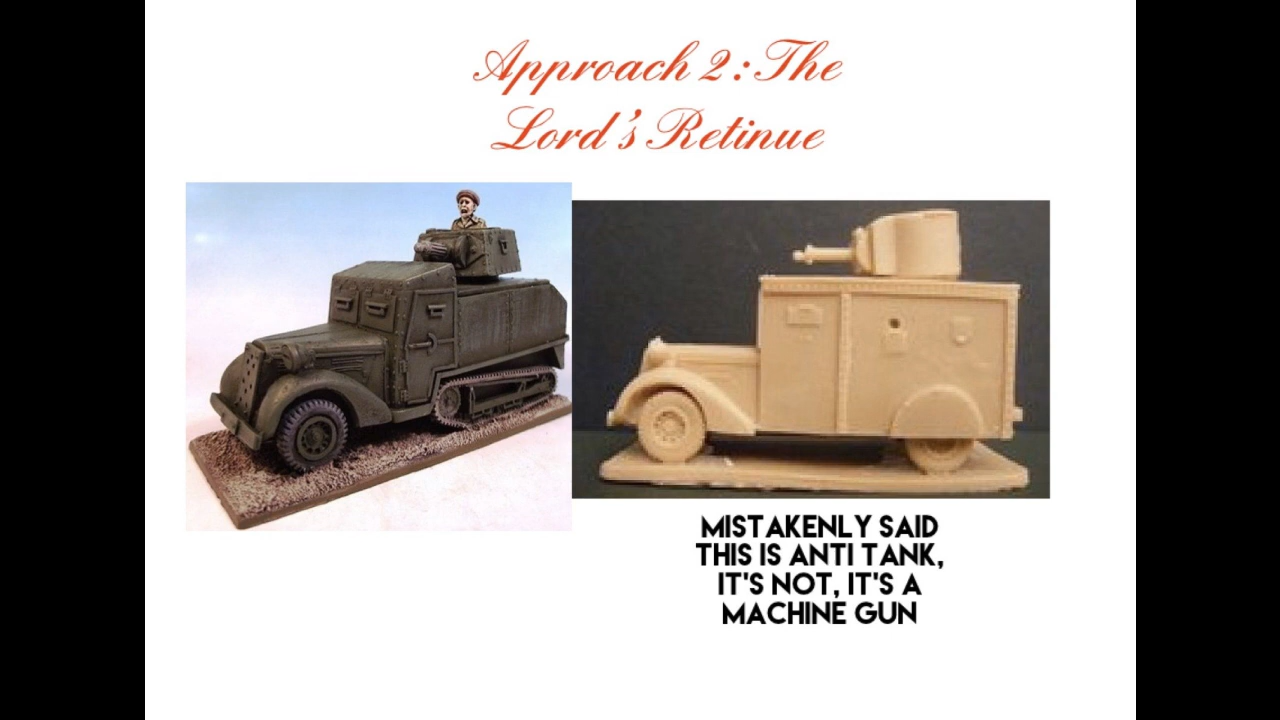 Approach 2: The
Lord's Retinue
MISTAKENLY SAID
THIS IS ANTI TANK,
IT'S NOT, IT'S A
MACHINE GUN